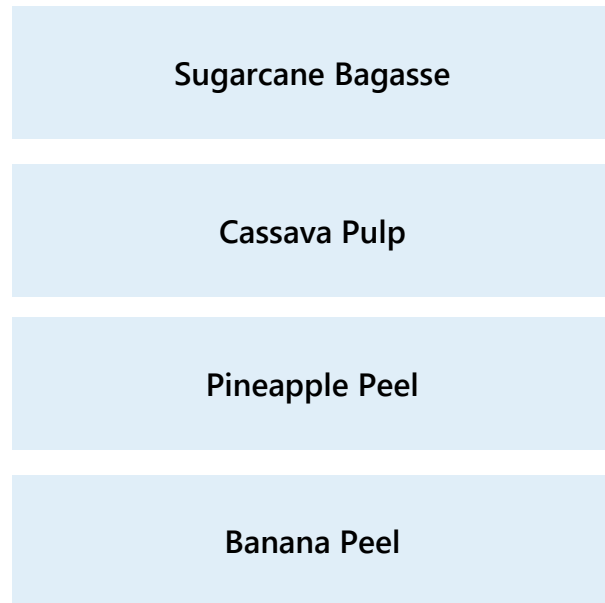 Sugarcane Bagasse
Cassava Pulp
Pineapple Peel
Banana Peel